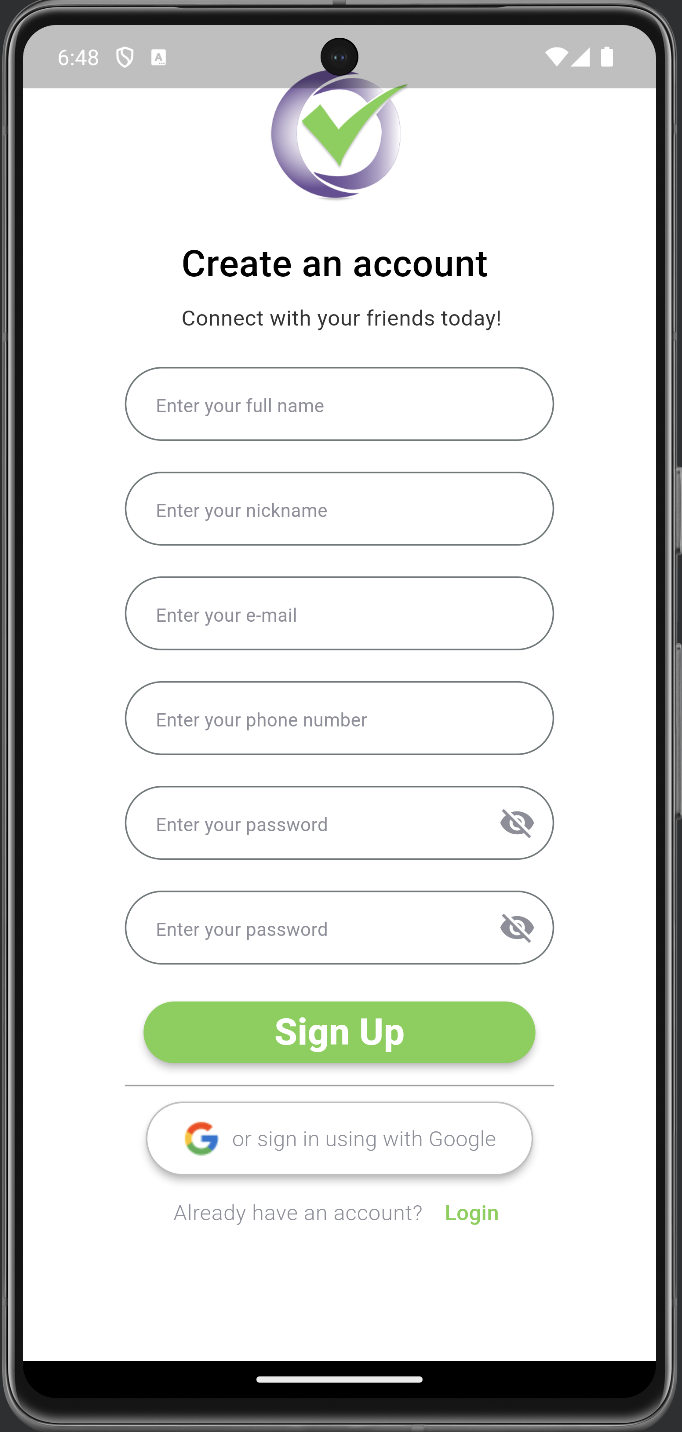 6:48
A
Create an account
Connect with your friends today!
Enter your full name
Enter your nickname
Enter your e-mail
Enter your phone number
Enter your password
Enter your password
Sign Up
G or sign in using with Google
Already have an account? Login